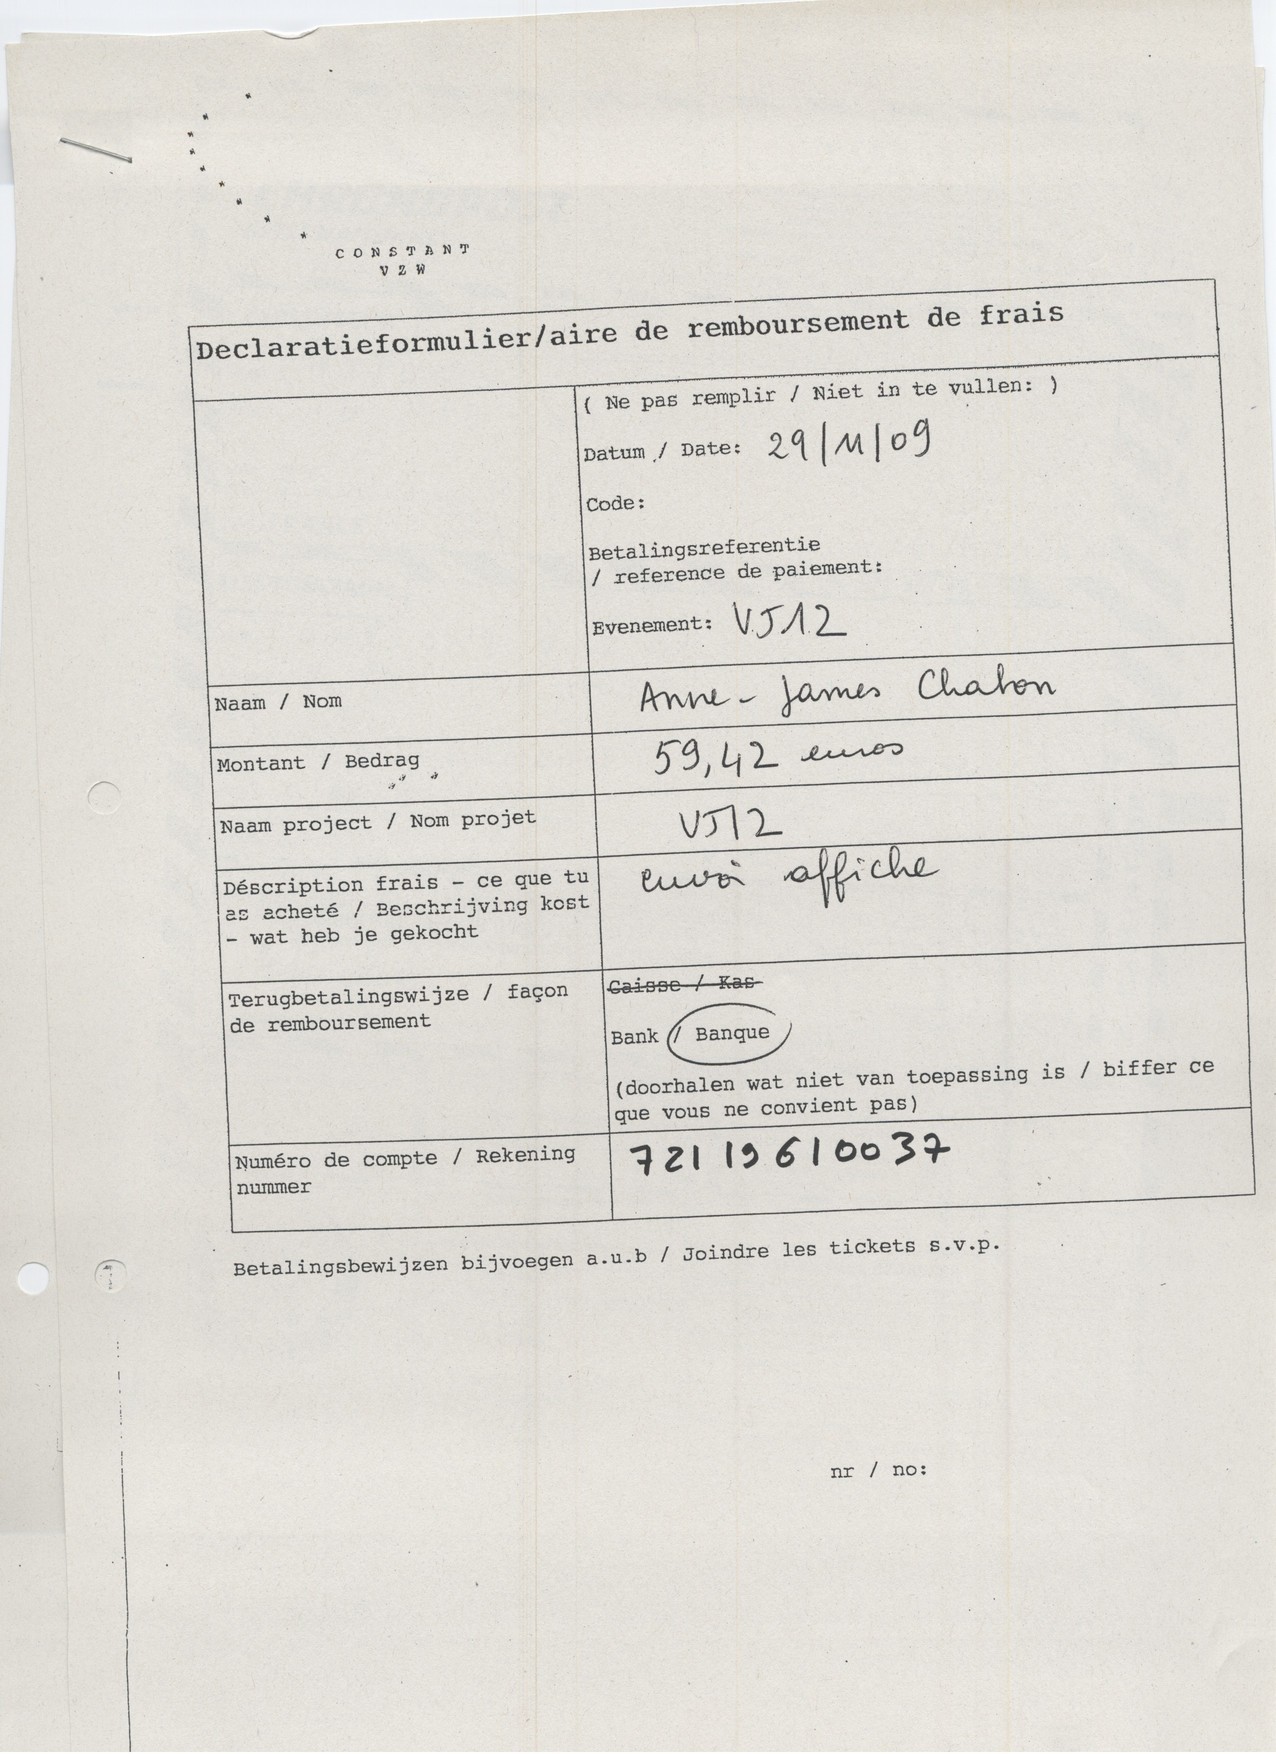 CONSTANT
VZW
Declaratieformulier/aire de remboursement de frais
( Ne pas remplir / Niet in te vullen: )
Datum / Date: 29/11/09
Code:
Betalingsreferentie
/ reference de paiement:
Evenement: VJ12
Naam / Nom
Anne-James Chaton
Montant / Bedrag
59,42 euros
Naam project / Nom projet
VJ12
Déscription frais - ce que tu
as acheté / Beschrijving kost
- wat heb je gekocht
envoi affiche
Terugbetalingswijze / façon
de remboursement
Caisse / Kas
Bank / Banque
(doorhalen wat niet van toepassing is / biffer ce
que vous ne convient pas)
Numéro de compte / Rekening
nummer
721 19 61 00 37
Betalingsbewijzen bijvoegen a.u.b / Joindre les tickets s.v.p.
nr / no: